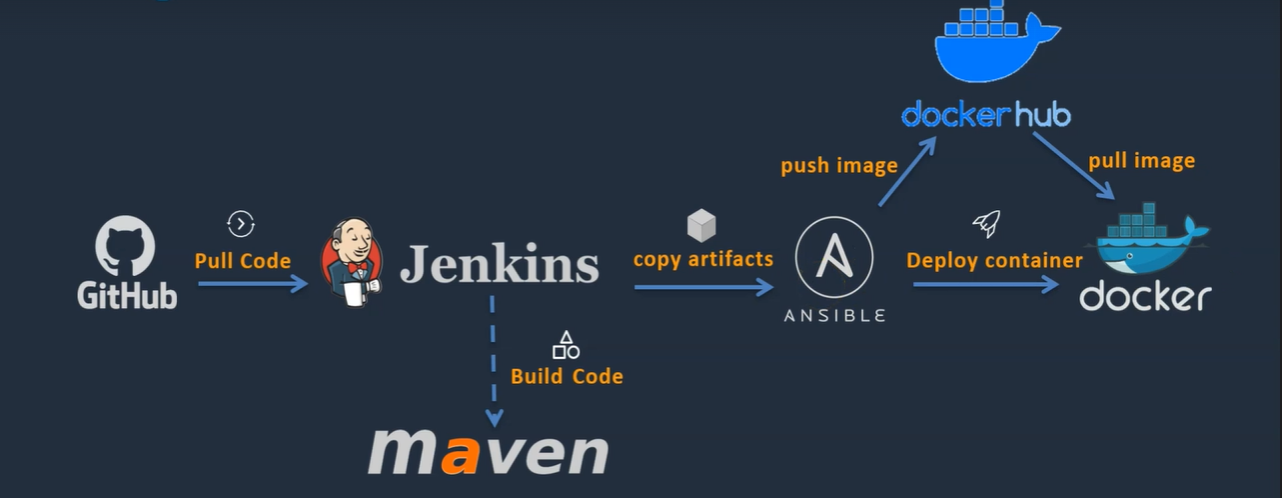 docker hub
push image
pull image
Pull Code
GitHub
Jenkins
copy artifacts
A
ANSIBLE
Deploy container
docker
Build Code
maven